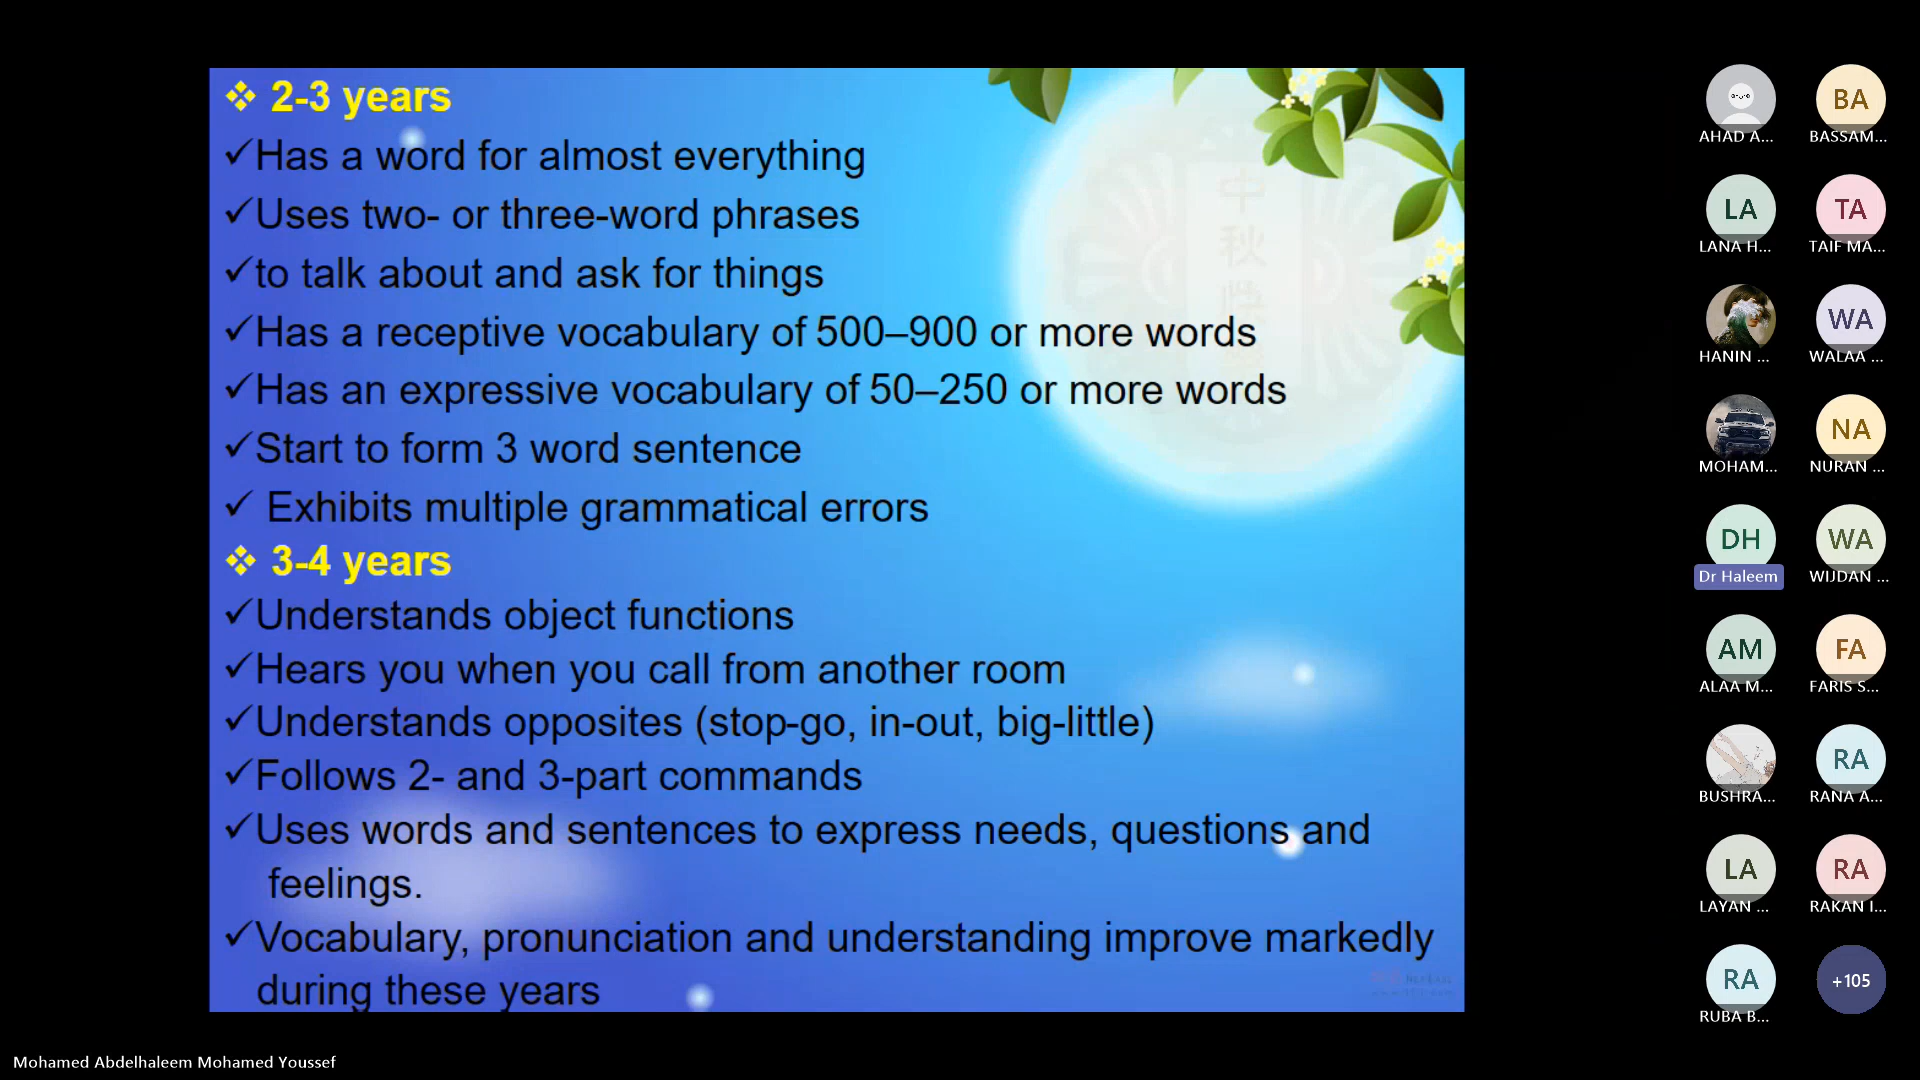 ❖ 2-3 years
✓Has a word for almost everything
✓Uses two- or three-word phrases
✓to talk about and ask for things
✓Has a receptive vocabulary of 500–900 or more words
✓Has an expressive vocabulary of 50–250 or more words
✓Start to form 3 word sentence
✓ Exhibits multiple grammatical errors
❖ 3-4 years
✓Understands object functions
✓Hears you when you call from another room
✓Understands opposites (stop-go, in-out, big-little)
✓Follows 2- and 3-part commands
✓Uses words and sentences to express needs, questions and
feelings.
✓Vocabulary, pronunciation and understanding improve markedly
during these years
中
秋
AHAD A...
BA
BASSAM...
LA
LANA H...
TA
TAIF MA...
HANIN ...
WA
WALAA ...
MOHAM...
NA
NURAN ...
DH
Dr Haleem
WA
WIJDAN ...
AM
ALAA M...
FA
FARIS S...
BUSHRA...
RA
RANA A...
LA
LAYAN ...
RA
RAKAN I...
RA
RUBA B...
+105
Mohamed Abdelhaleem Mohamed Youssef